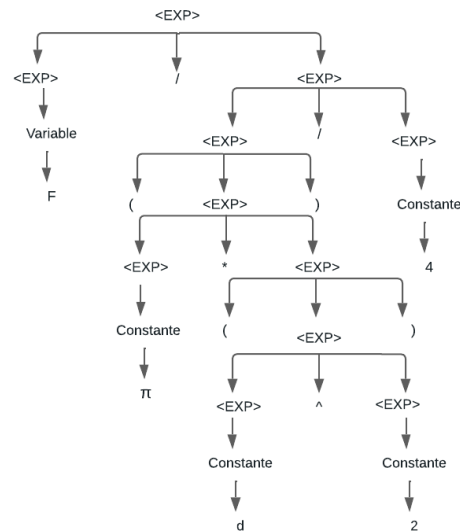 <EXP>
<EXP> / <EXP>
Variable <EXP> / <EXP>
F ( <EXP> ) Constante
<EXP> * <EXP> 4
Constante ( <EXP> )
π <EXP> ^ <EXP>
Constante Constante
d 2